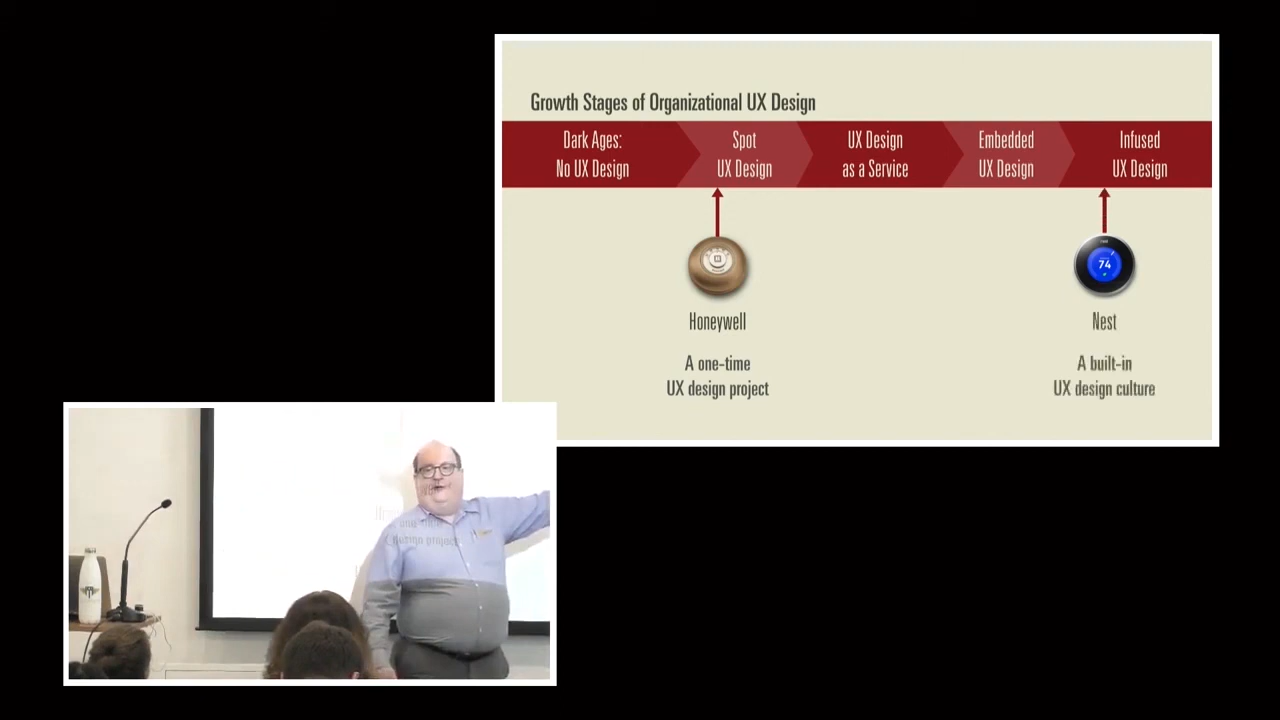 Growth Stages of Organizational UX Design
Dark Ages:
No UX Design
Spot
UX Design
UX Design
as a Service
Embedded
UX Design
Infused
UX Design
74
Honeywell
A one-time
UX design project
Nest
A built-in
UX design culture